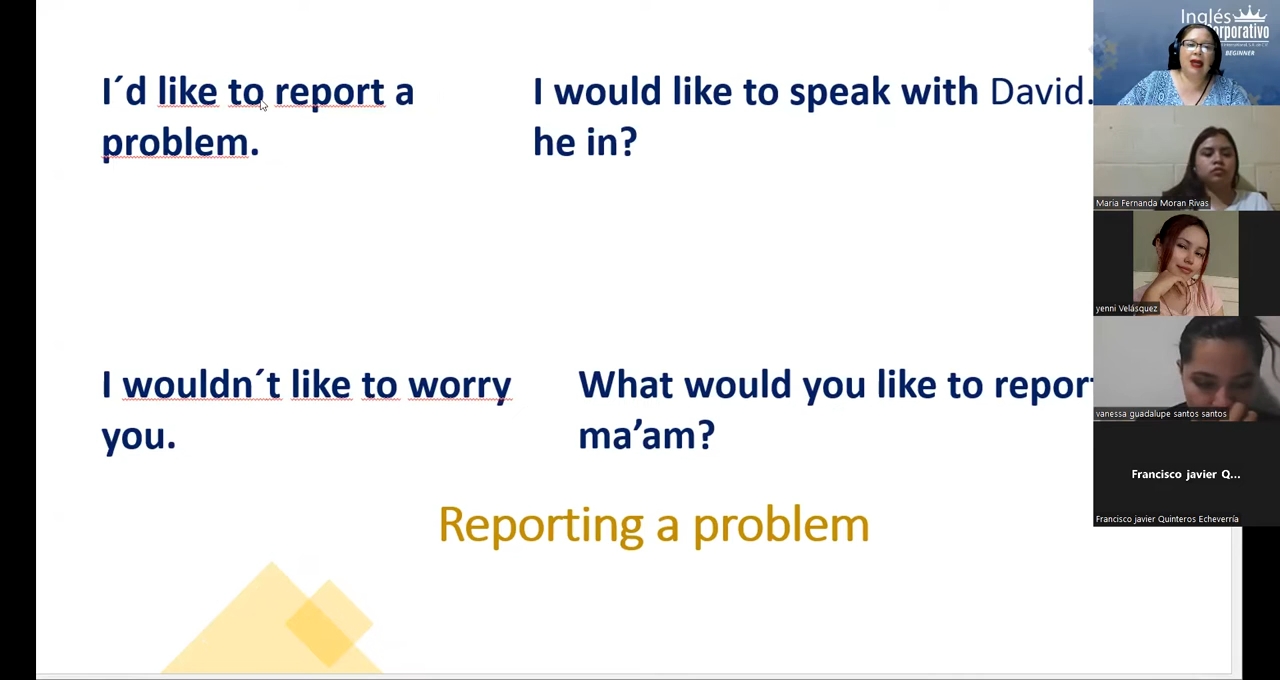 I´d like to report a
problem.
I would like to speak with David.
he in?
I wouldn´t like to worry
you.
What would you like to report
ma’am?
Reporting a problem
Inglés
Corporativo
BEGINNER
Maria Fernanda Moran Rivas
yenni Velásquez
vanessa guadalupe santos santos
Francisco javier Q...
Francisco javier Quinteros Echeverría